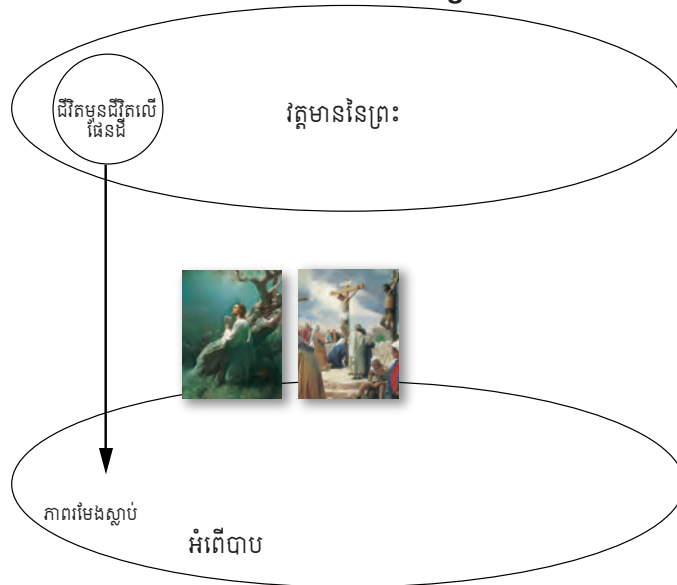 ជីវិតមុនជីវិតលើ
ផែនដី
វត្តមាននៃព្រះ
ភាពរមែងស្លាប់
អំពើបាប